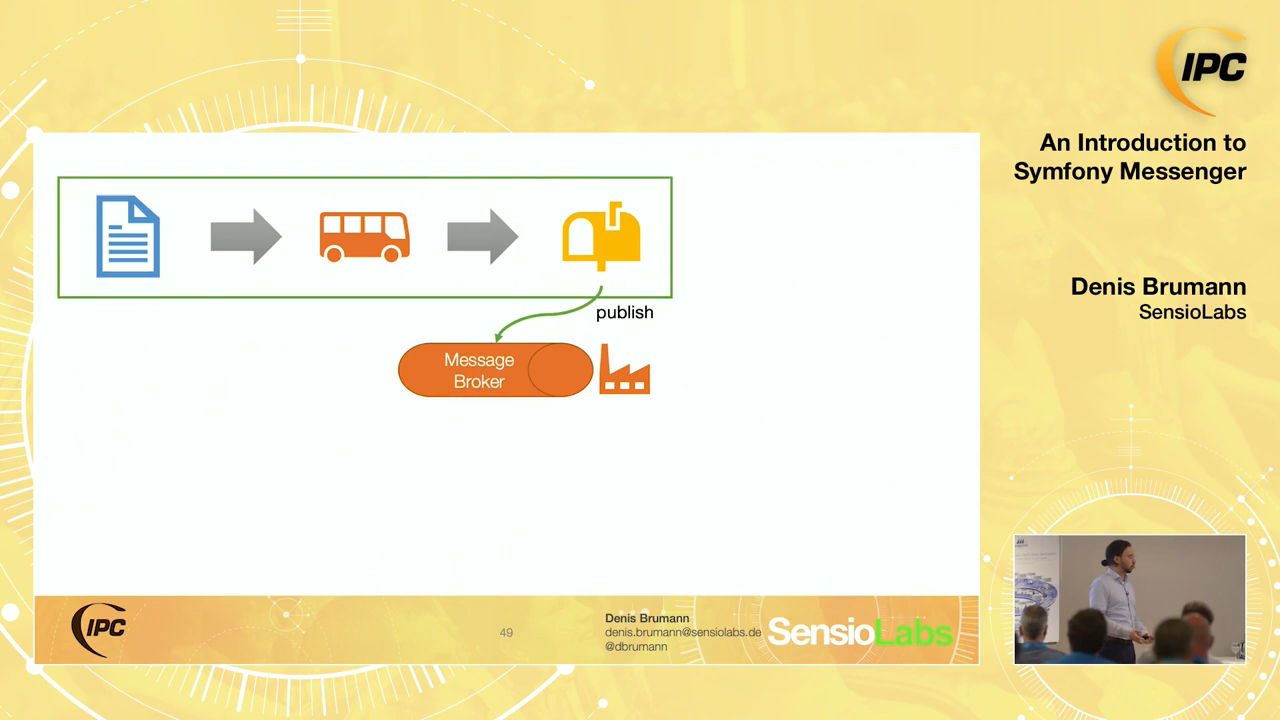 IPC
An Introduction to
Symfony Messenger
Denis Brumann
SensioLabs
publish
Message
Broker
IPC
49
Denis Brumann
denis.brumann@sensiolabs.de
@dbrumann
SensioLabs